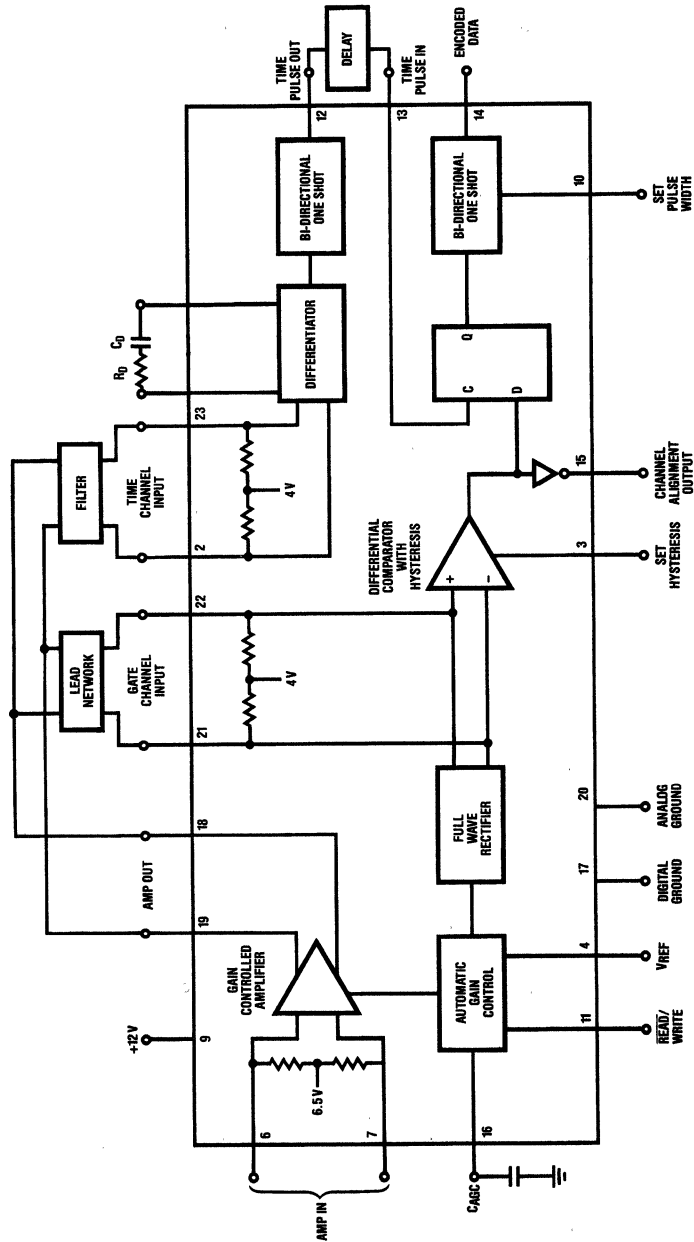 +12V
9
AMP IN
6
7
6.5V
GAIN
CONTROLLED
AMPLIFIER
19
AMP OUT
18
LEAD
NETWORK
GATE
CHANNEL
INPUT
21
22
4V
FILTER
TIME
CHANNEL
INPUT
2
23
4V
RD
CD
DIFFERENTIATOR
BI-DIRECTIONAL
ONE SHOT
12
TIME
PULSE OUT
DELAY
TIME
PULSE IN
13
CAGC
16
AUTOMATIC
GAIN
CONTROL
FULL
WAVE
RECTIFIER
DIFFERENTIAL
COMPARATOR
WITH
HYSTERESIS
+
−
C
D
Q
BI-DIRECTIONAL
ONE SHOT
14
ENCODED
DATA
11
READ/
WRITE
4
VREF
17
DIGITAL
GROUND
20
ANALOG
GROUND
3
SET
HYSTERESIS
15
CHANNEL
ALIGNMENT
OUTPUT
10
SET
PULSE
WIDTH